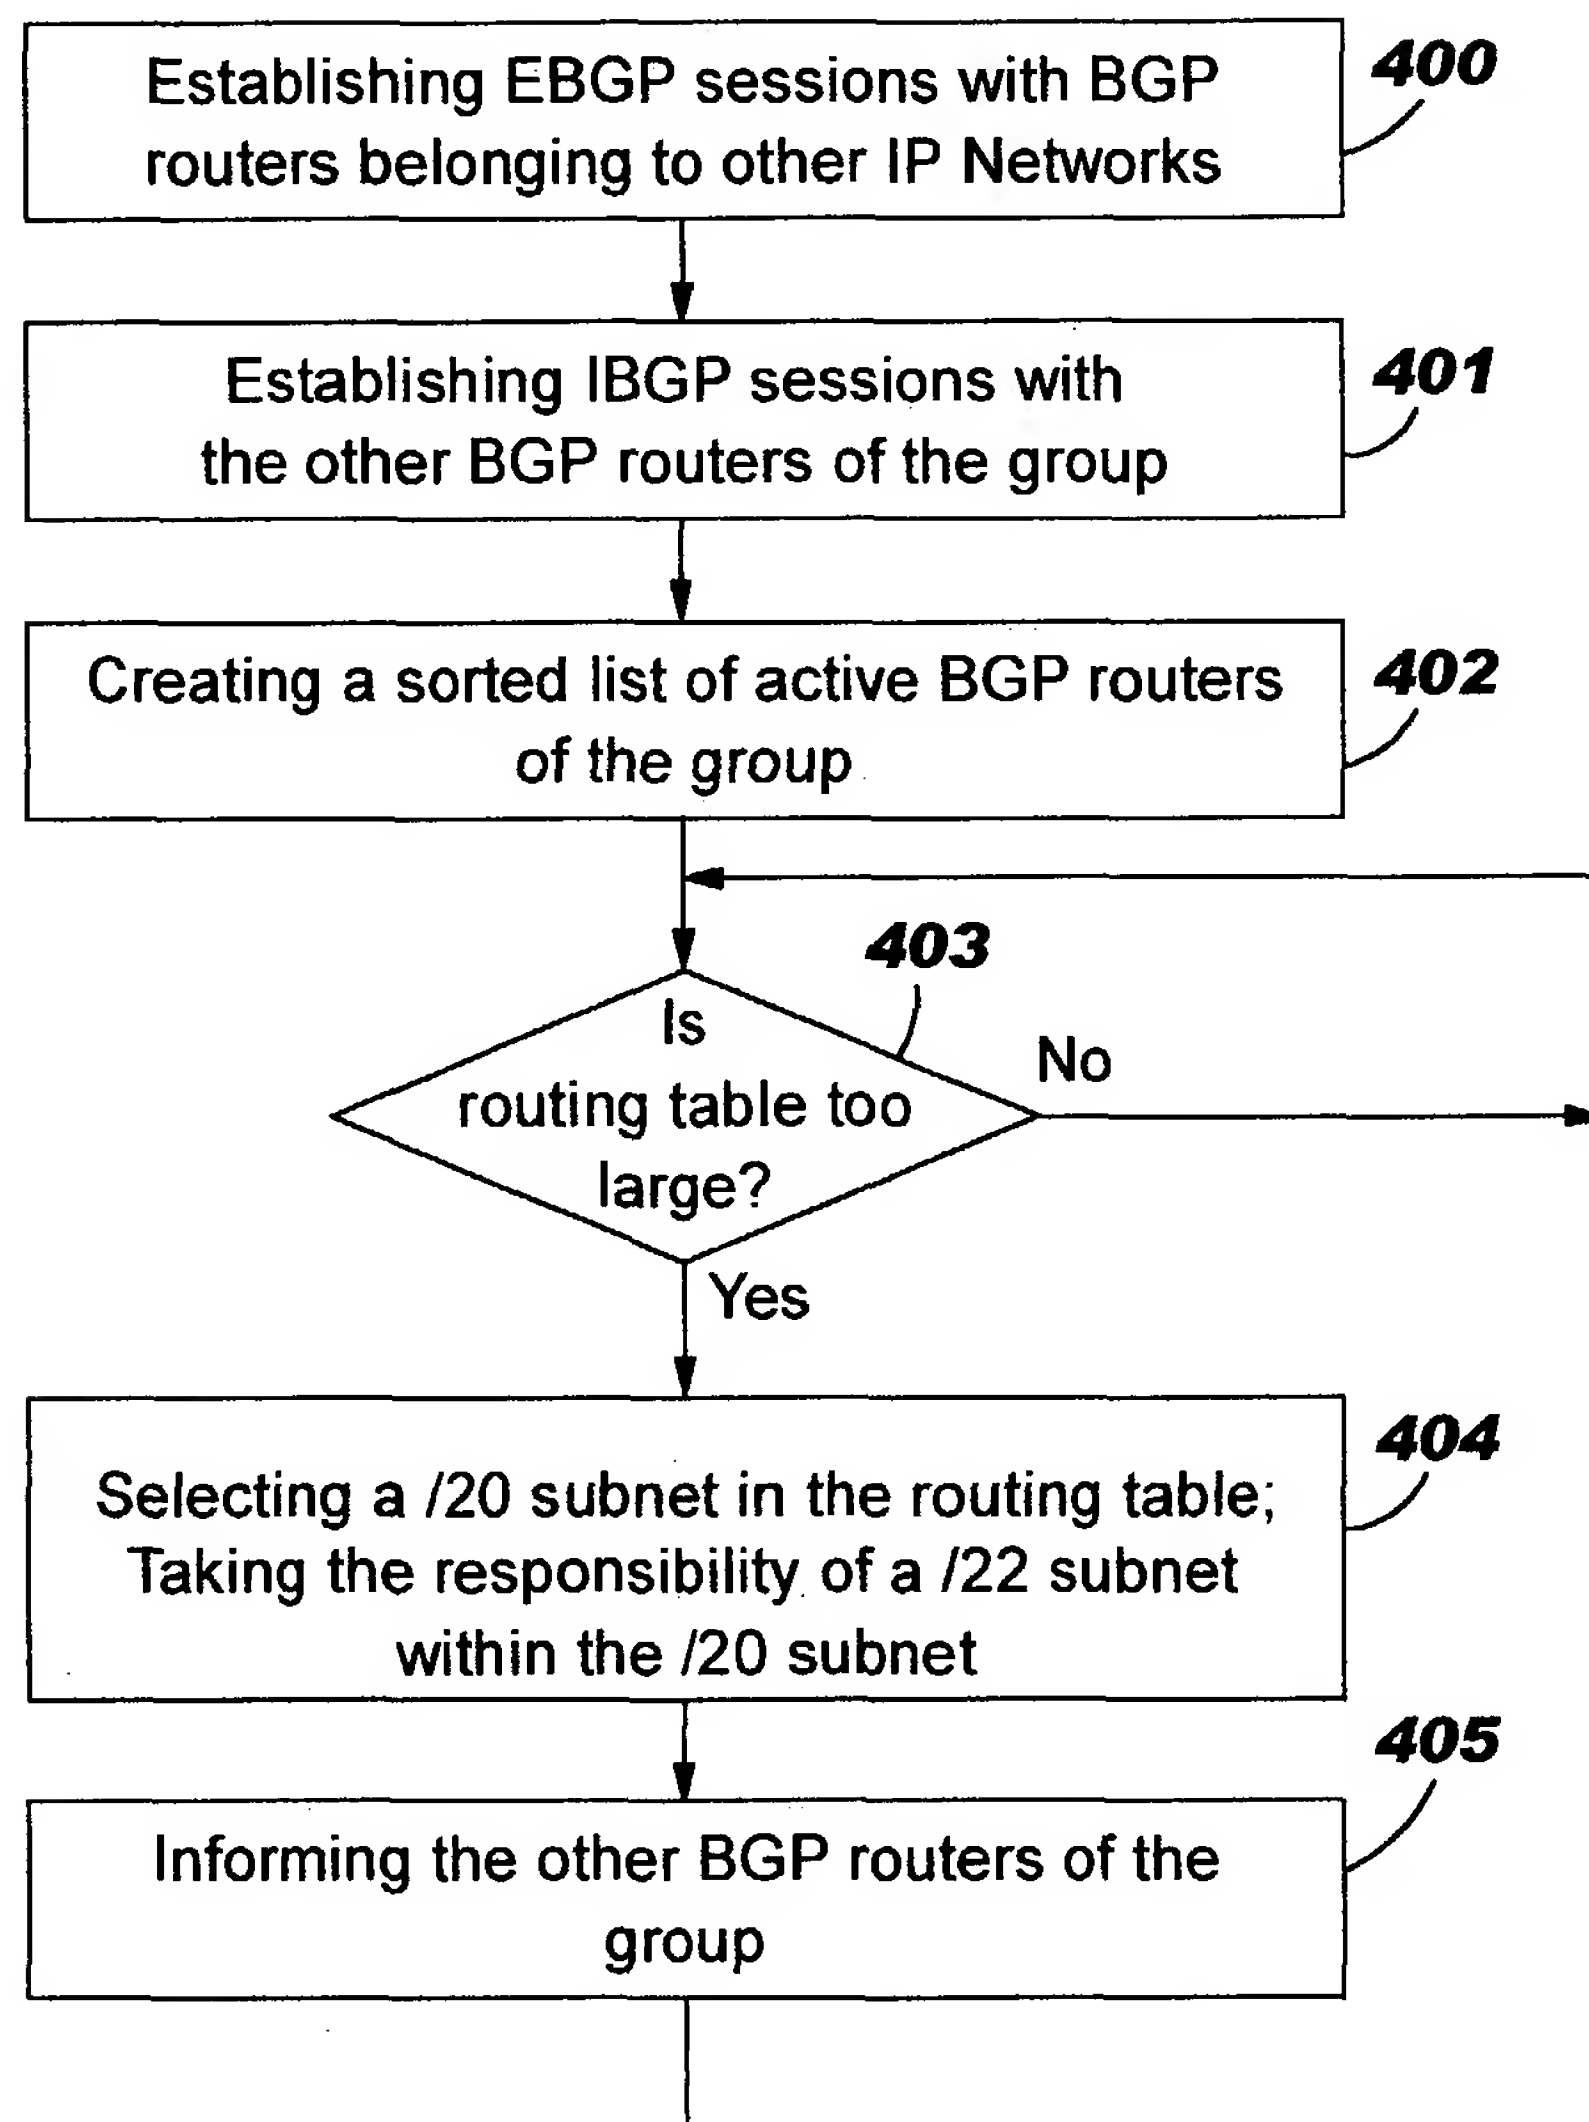 Establishing EBGP sessions with BGP
routers belonging to other IP Networks
400
Establishing IBGP sessions with
the other BGP routers of the group
401
Creating a sorted list of active BGP routers
of the group
402
403
Is
routing table too
large?
No
Yes
Selecting a /20 subnet in the routing table;
Taking the responsibility of a /22 subnet
within the /20 subnet
404
405
Informing the other BGP routers of the
group